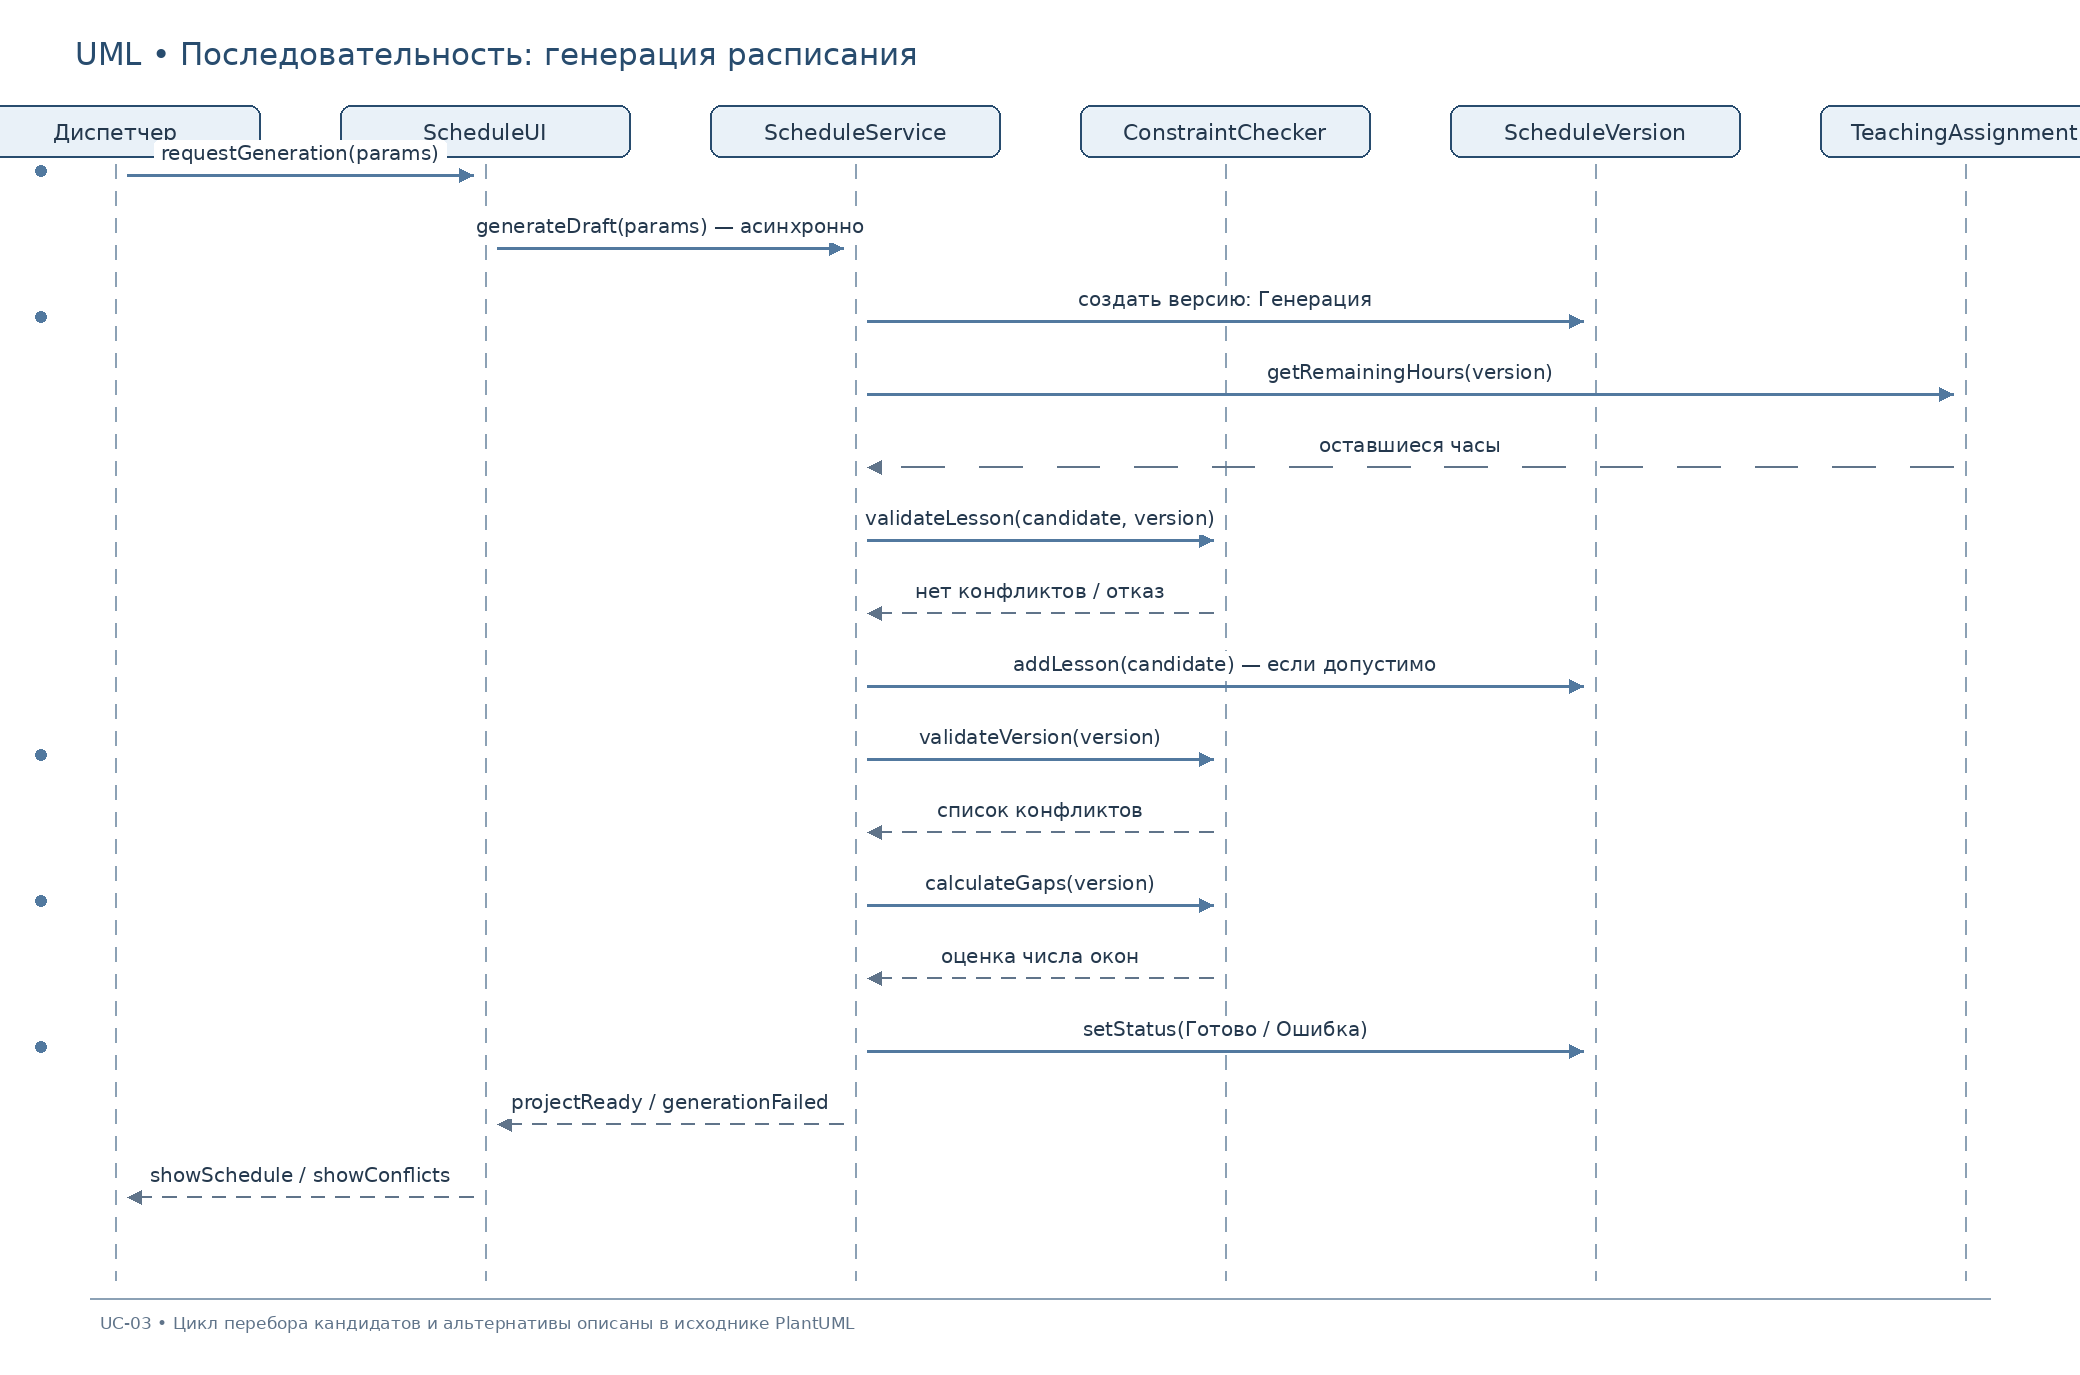 UML • Последовательность: генерация расписания
Диспетчер
ScheduleUI
ScheduleService
ConstraintChecker
ScheduleVersion
TeachingAssignment
requestGeneration(params)
generateDraft(params) — асинхронно
создать версию: Генерация
getRemainingHours(version)
оставшиеся часы
validateLesson(candidate, version)
нет конфликтов / отказ
addLesson(candidate) — если допустимо
validateVersion(version)
список конфликтов
calculateGaps(version)
оценка числа окон
setStatus(Готово / Ошибка)
projectReady / generationFailed
showSchedule / showConflicts
UC-03 • Цикл перебора кандидатов и альтернативы описаны в исходнике PlantUML